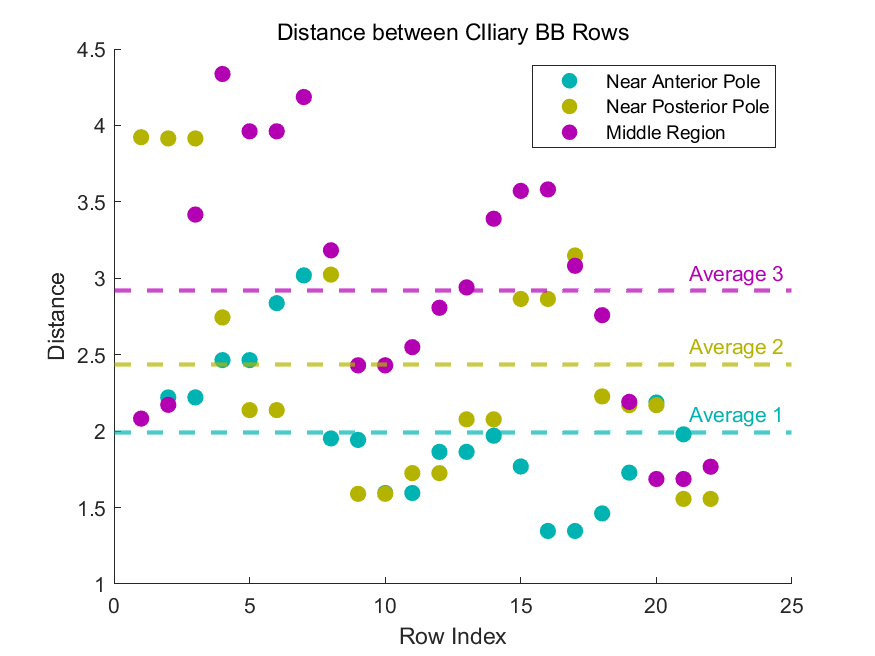 Distance between CIliary BB Rows
4.5
4
3.5
3
2.5
2
1.5
1
Distance
Near Anterior Pole
Near Posterior Pole
Middle Region
Average 3
Average 2
Average 1
0 5 10 15 20 25
Row Index